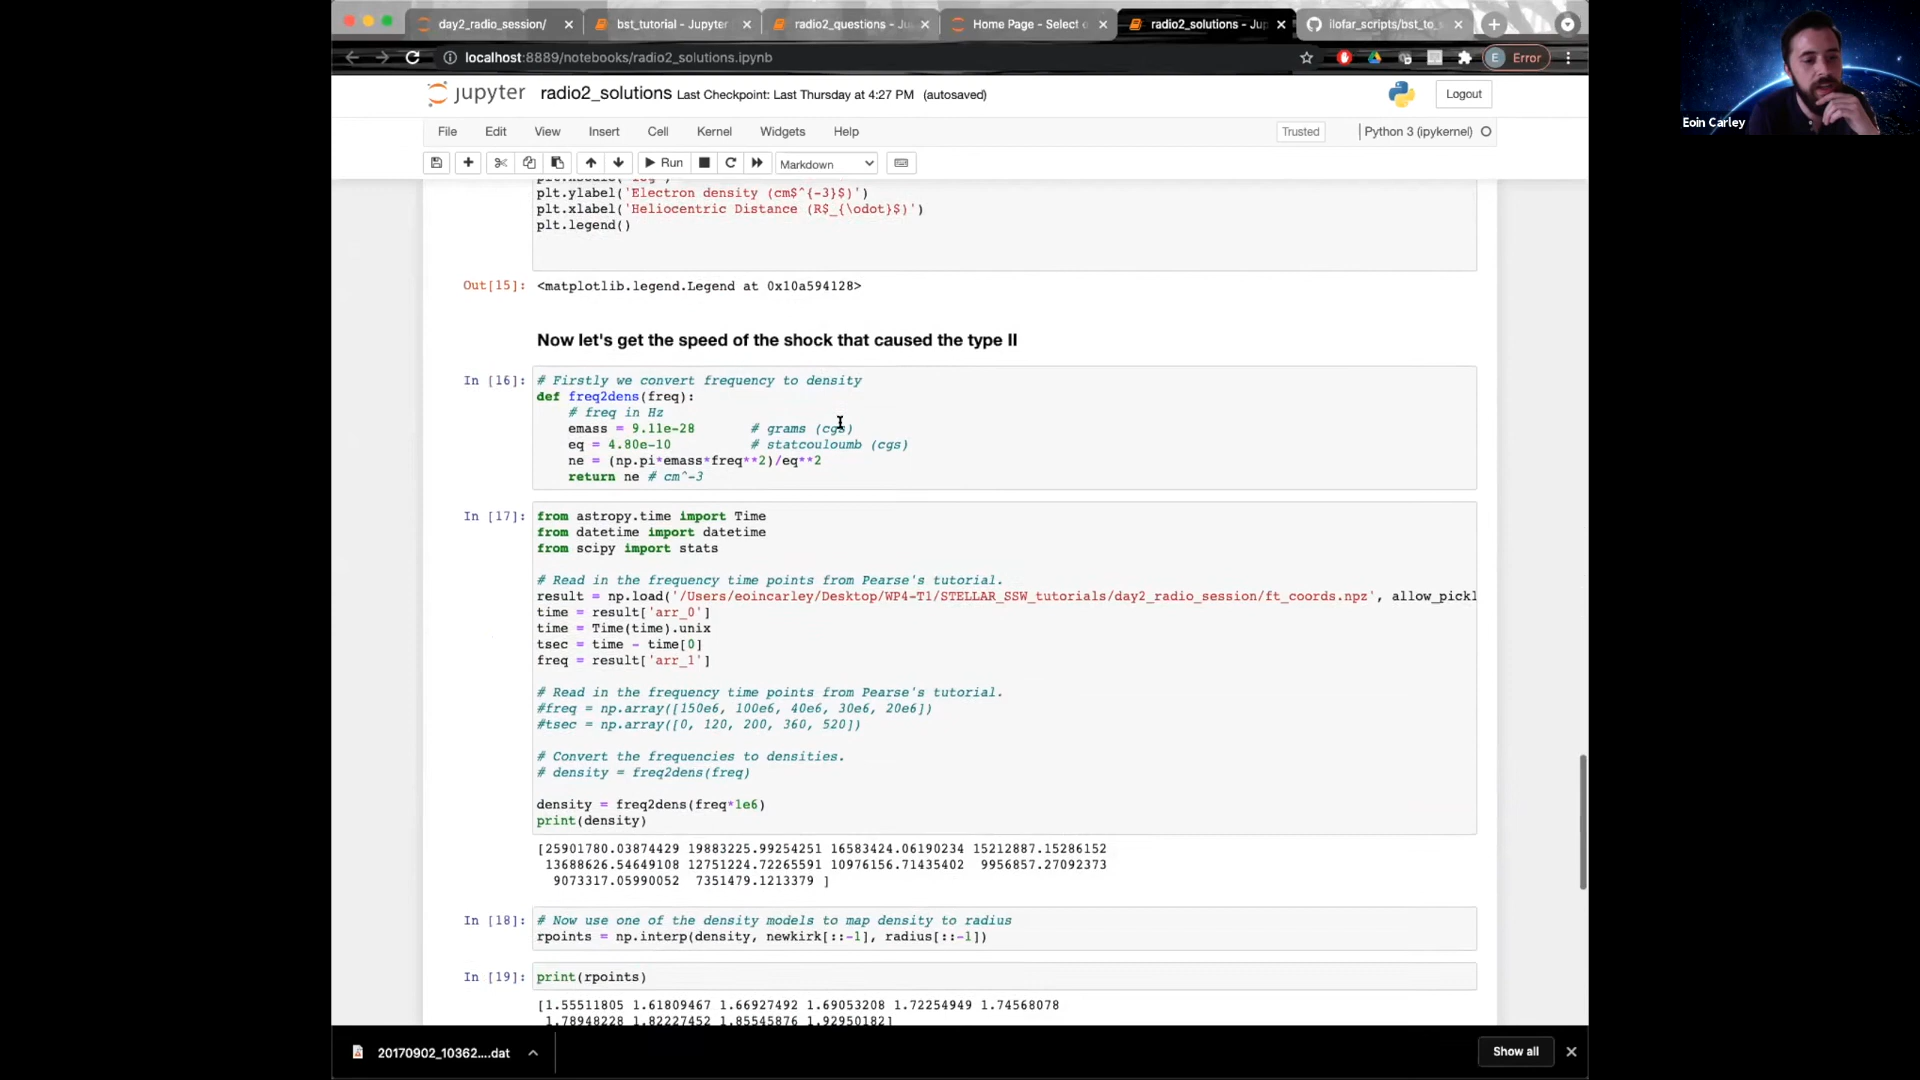 day2_radio_session/
bst_tutorial - Jupyter
radio2_questions - Ju
Home Page - Select o
radio2_solutions - Jup
ilofar_scripts/bst_to_s
localhost:8889/notebooks/radio2_solutions.ipynb
E Error
jupyter radio2_solutions Last Checkpoint: Last Thursday at 4:27 PM (autosaved)
Logout
File Edit View Insert Cell Kernel Widgets Help
Trusted
Python 3 (ipykernel)
Run
Markdown
plt.ylabel('Electron density (cm$^{-3}$)')
plt.xlabel('Heliocentric Distance (R$_{\odot}$)')
plt.legend()
Out[15]: <matplotlib.legend.Legend at 0x10a594128>
Now let's get the speed of the shock that caused the type II
In [16]: # Firstly we convert frequency to density
def freq2dens(freq):
# freq in Hz
emass = 9.11e-28 # grams (cgs)
eq = 4.80e-10 # statcouloumb (cgs)
ne = (np.pi*emass*freq**2)/eq**2
return ne # cm^-3
In [17]: from astropy.time import Time
from datetime import datetime
from scipy import stats
# Read in the frequency time points from Pearse's tutorial.
result = np.load('/Users/eoincarley/Desktop/WP4-T1/STELLAR_SSW_tutorials/day2_radio_session/ft_coords.npz', allow_pickl
time = result['arr_0']
time = Time(time).unix
tsec = time - time[0]
freq = result['arr_1']
# Read in the frequency time points from Pearse's tutorial.
#freq = np.array([150e6, 100e6, 40e6, 30e6, 20e6])
#tsec = np.array([0, 120, 200, 360, 520])
# Convert the frequencies to densities.
# density = freq2dens(freq)
density = freq2dens(freq*1e6)
print(density)
[25901780.03874429 19883225.99254251 16583424.06190234 15212887.15286152
13688626.54649108 12751224.72265591 10976156.71435402 9956857.27092373
9073317.05990052 7351479.1213379 ]
In [18]: # Now use one of the density models to map density to radius
rpoints = np.interp(density, newkirk[::-1], radius[::-1])
In [19]: print(rpoints)
[1.55511805 1.61809467 1.66927492 1.69053208 1.72254949 1.74568078
1.78948228 1.82227452 1.85545876 1.92950182]
20170902_10362....dat
Show all
Eoin Carley